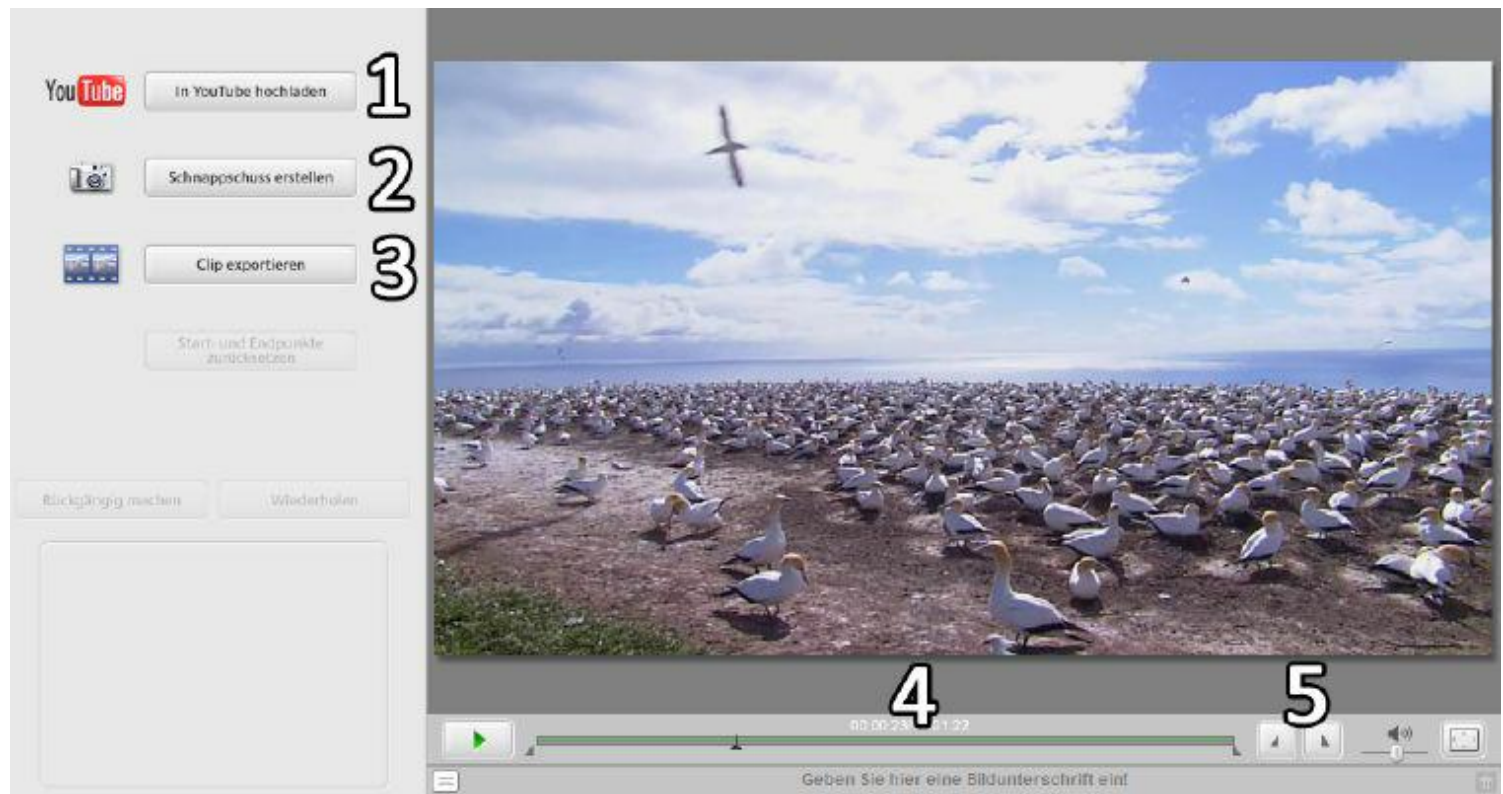 YouTube
In YouTube hochladen
1
Schnappschuss erstellen
2
Clip exportieren
3
Start- und Endpunkte
zurücksetzen
Rückgängig machen
Wiederholen
4
5
Geben Sie hier eine Bildunterschrift ein!